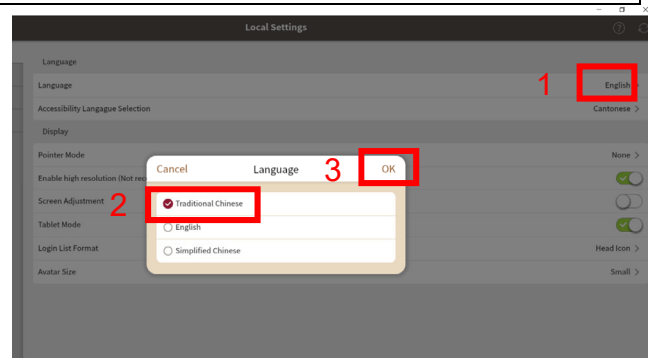 Local Settings
Language
Language English >
1
Accessibility Langague Selection Cantonese >
Display
Pointer Mode None >
Cancel Language OK
3
Enable high resolution (Not rec
Traditional Chinese
2
Screen Adjustment
Tablet Mode
English
Login List Format Head Icon >
Simplified Chinese
Avatar Size Small >